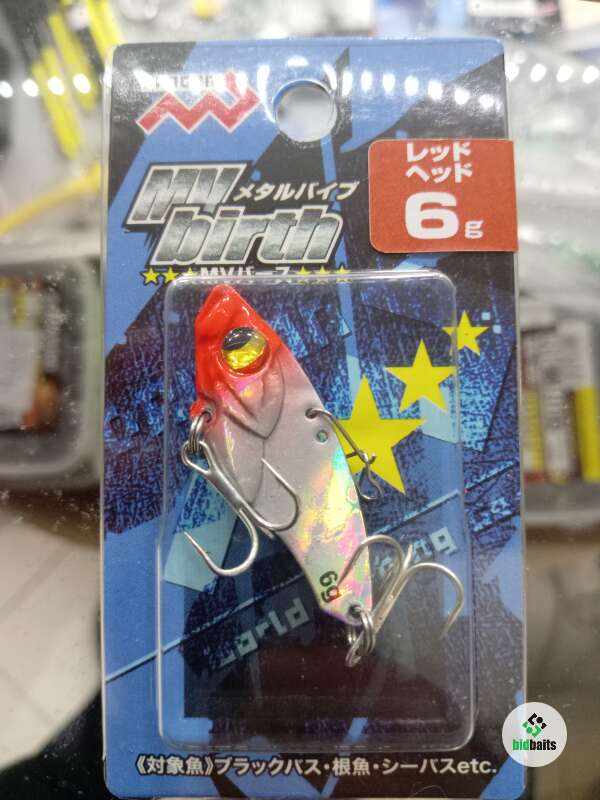 レッド
ヘッド
6g
My
メタルバイブ
birth
MVバース
6g
world
bidbaits
《対象魚》ブラックバス・根魚・シーバスetc.